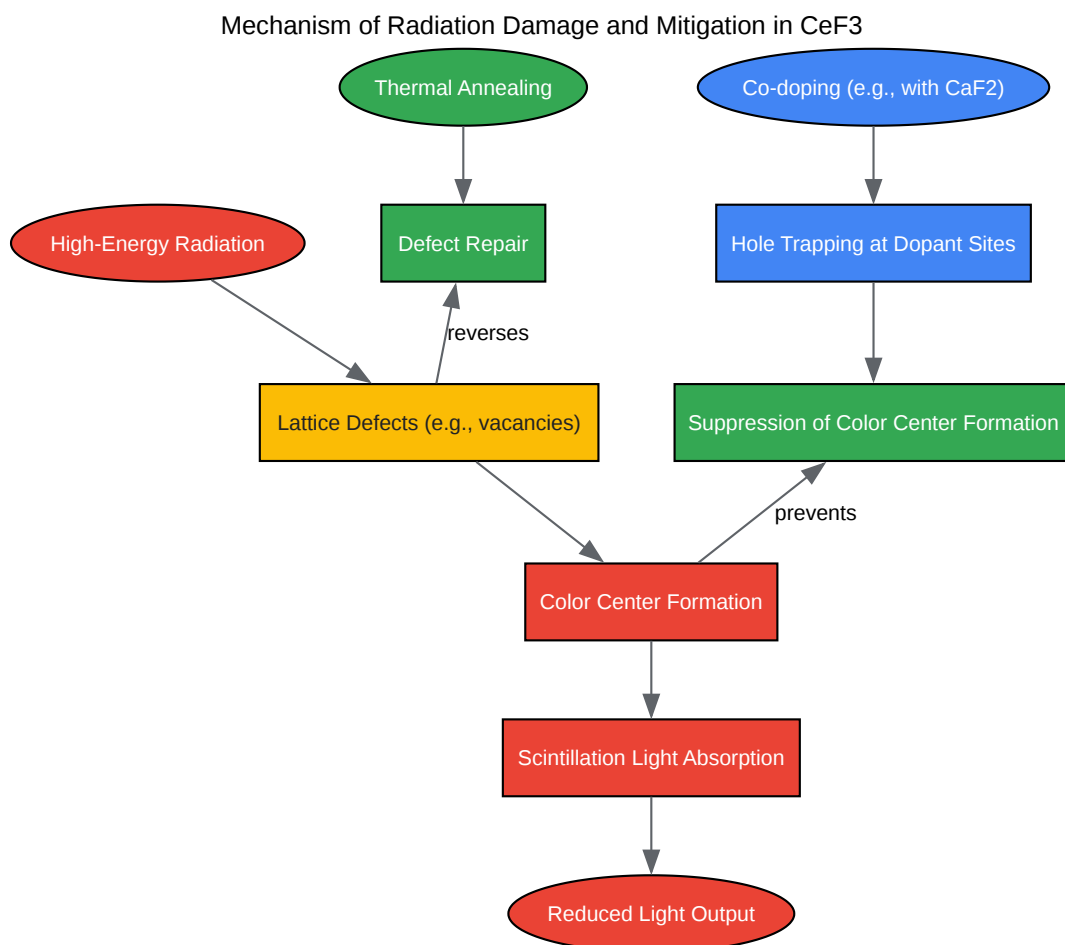 Mechanism of Radiation Damage and Mitigation in CeF3
Thermal Annealing
Co-doping (e.g., with CaF2)
High-Energy Radiation
Defect Repair
Hole Trapping at Dopant Sites
reverses
Lattice Defects (e.g., vacancies)
Suppression of Color Center Formation
prevents
Color Center Formation
Scintillation Light Absorption
Reduced Light Output